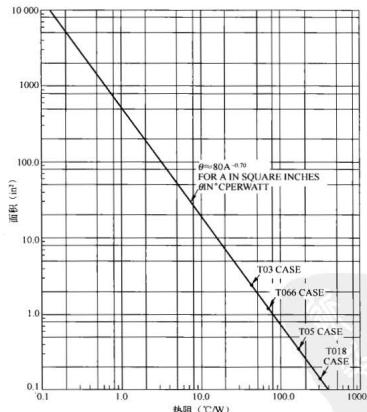 10 000
1000
100.0
10.0
1.0
0.1
面积（in²）
θ≈80A⁻⁰·⁷⁰
FOR A IN SQUARE INCHES
θIN°CPERWATT
T03 CASE
T066 CASE
T05 CASE
T018
CASE
0.1
1.0
10.0
100.0
1000
热阻（℃/W）